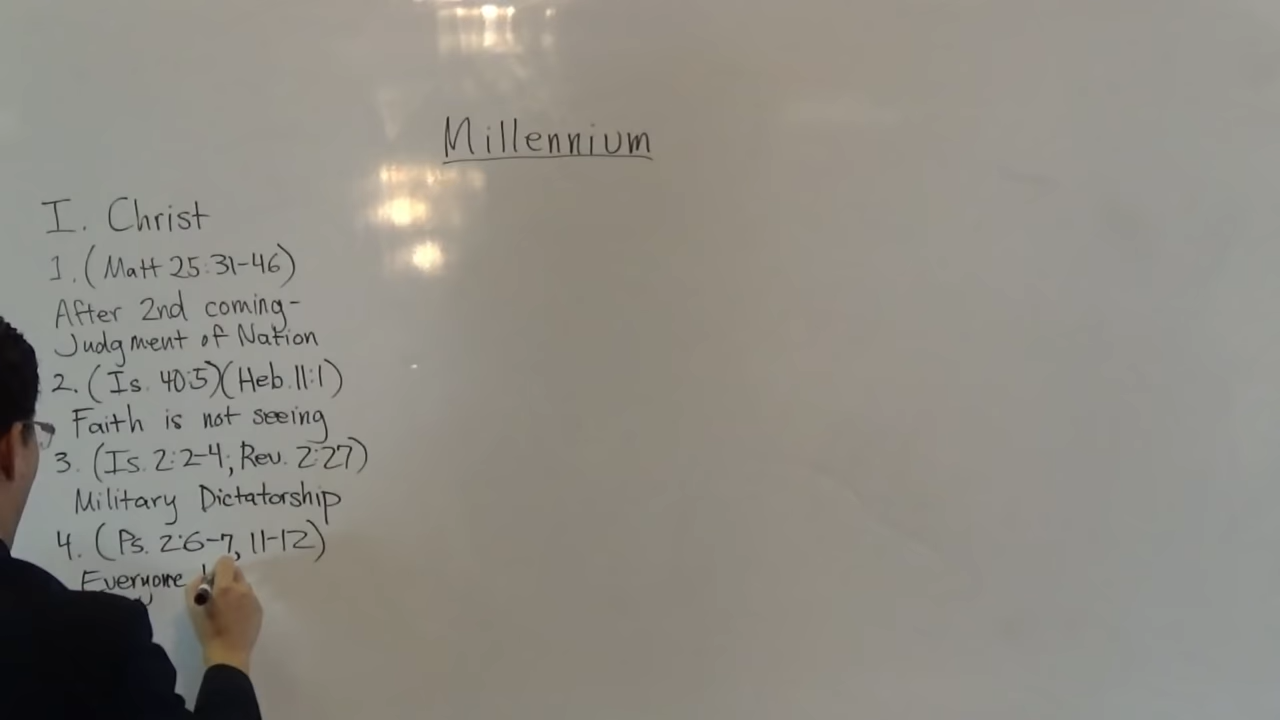 Millennium
I. Christ
1. (Matt 25:31-46)
After 2nd coming-
Judgment of Nation
2. (Is. 40:5)(Heb. 11:1)
Faith is not seeing
3. (Is. 2:2-4; Rev. 2:27)
Military Dictatorship
4. (Ps. 2:6-7, 11-12)
Everyone